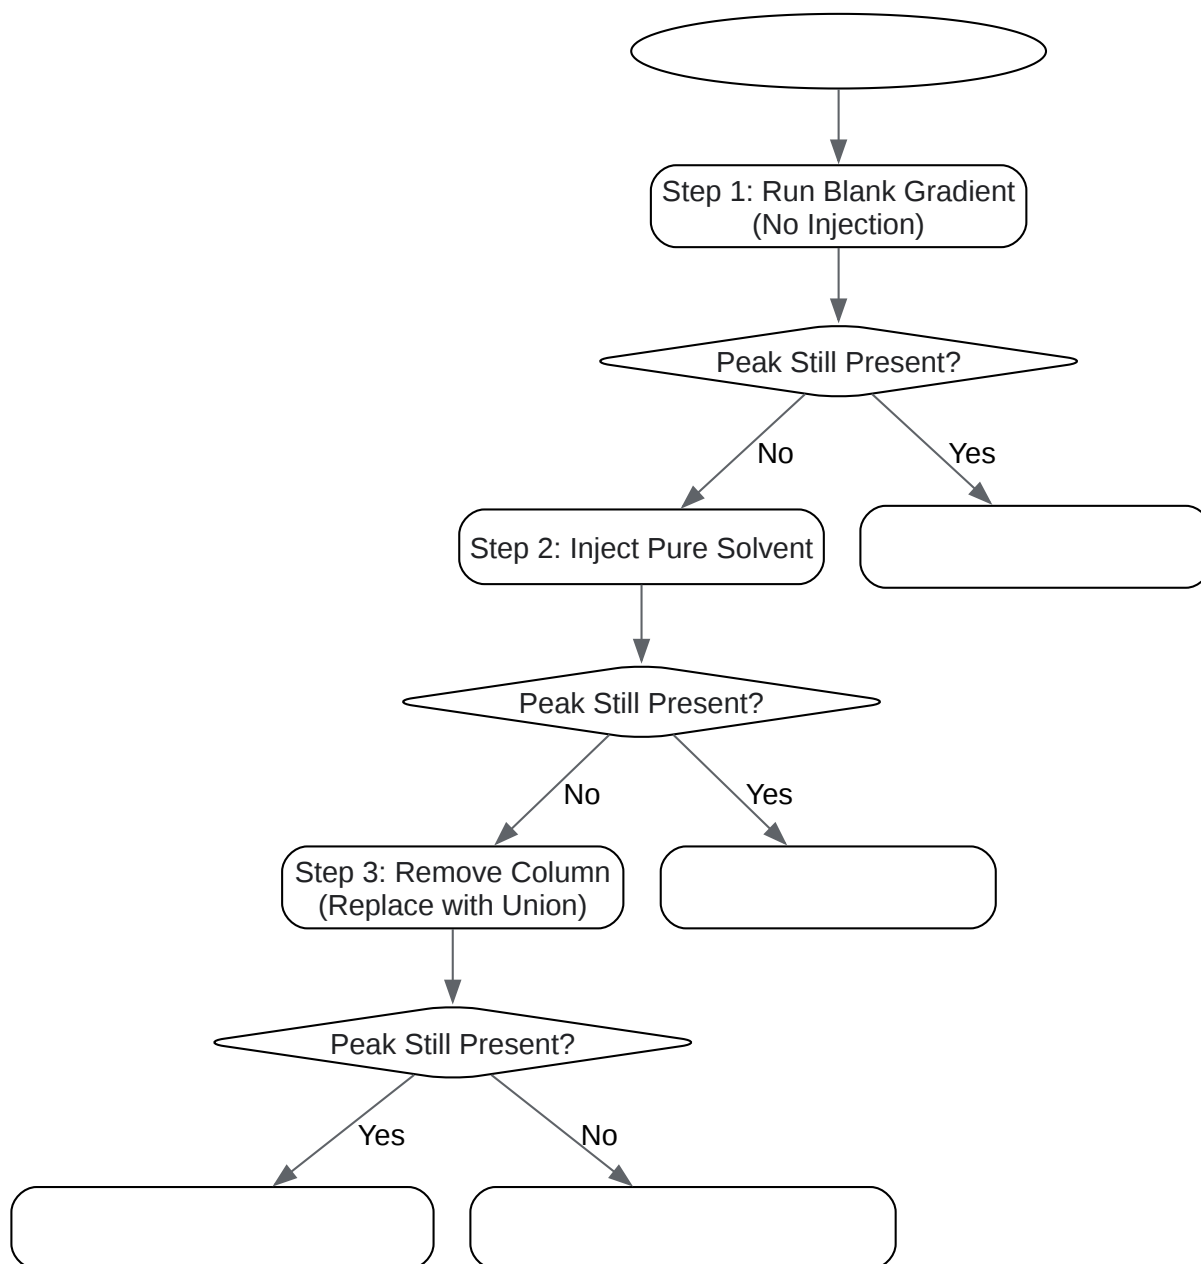 Step 1: Run Blank Gradient
(No Injection)
Peak Still Present?
No
Yes
Step 2: Inject Pure Solvent
Peak Still Present?
No
Yes
Step 3: Remove Column
(Replace with Union)
Peak Still Present?
Yes
No